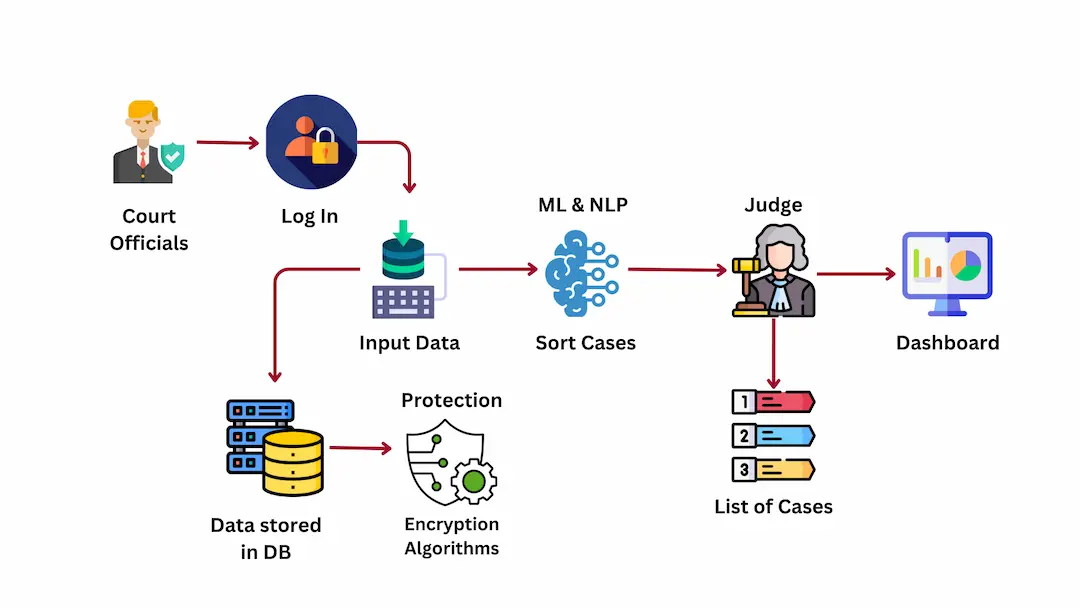 Court
Officials
Log In
Input Data
ML & NLP
Sort Cases
Judge
Dashboard
1
2
3
List of Cases
Data stored
in DB
Protection
Encryption
Algorithms